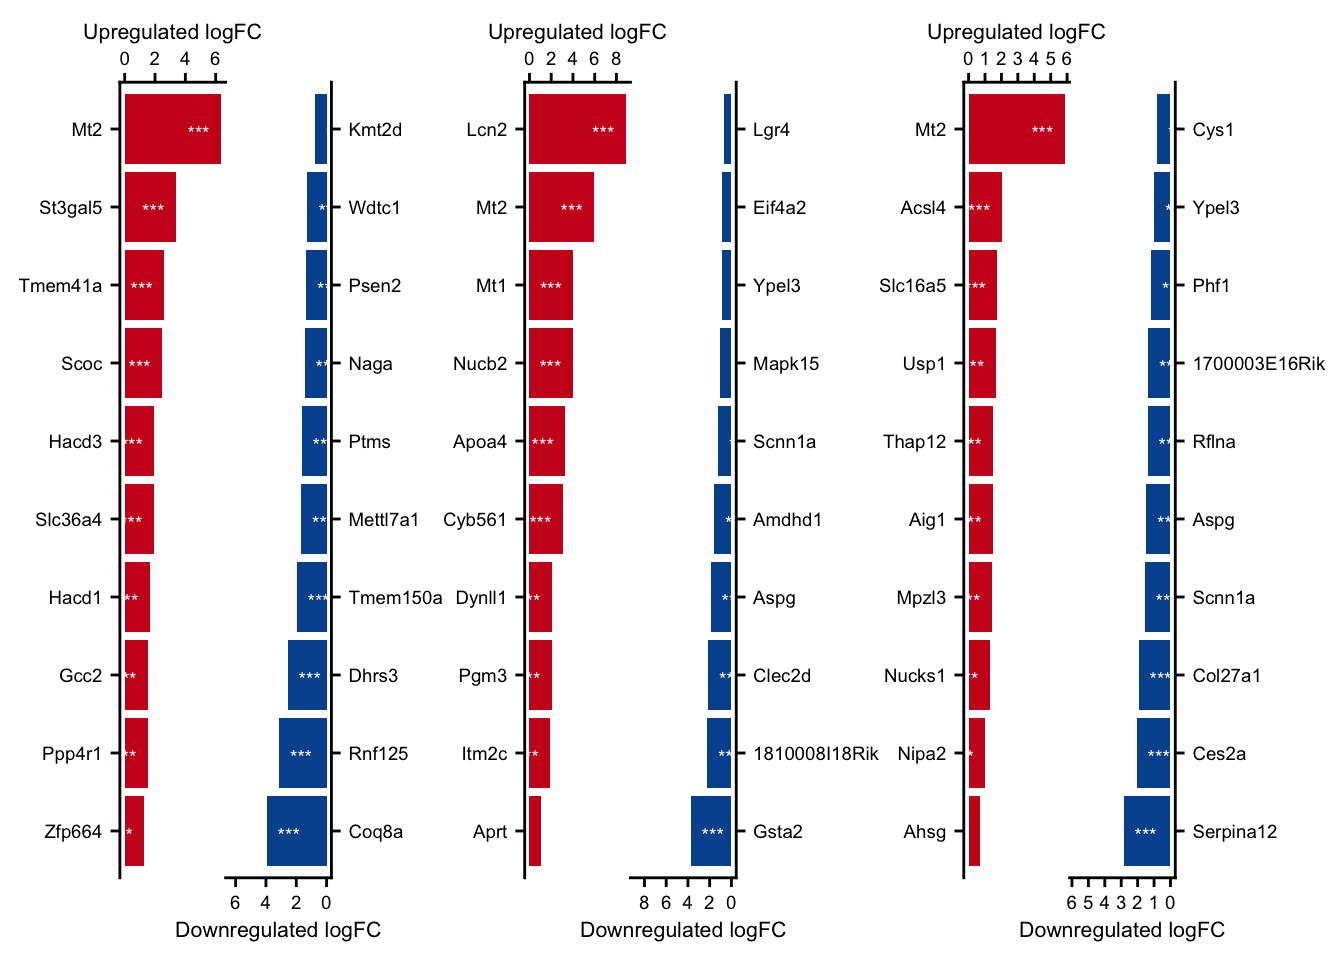 Upregulated logFC
0 2 4 6
Mt2
St3gal5
Tmem41a
Scoc
Hacd3
Slc36a4
Hacd1
Gcc2
Ppp4r1
Zfp664
***
***
***
***
***
***
**
**
**
*
Kmt2d
Wdtc1
Psen2
Naga
Ptms
Mettl7a1
Tmem150a
Dhrs3
Rnf125
Coq8a
*
**
**
**
**
***
***
***
***
6 4 2 0
Downregulated logFC
Upregulated logFC
0 2 4 6 8
Lcn2
Mt2
Mt1
Nucb2
Apoa4
Cyb561
Dynll1
Pgm3
Itm2c
Aprt
***
***
***
***
***
***
**
**
**
Lgr4
Eif4a2
Ypel3
Mapk15
Scnn1a
Amdhd1
Aspg
Clec2d
1810008I18Rik
Gsta2
*
**
**
**
***
8 6 4 2 0
Downregulated logFC
Upregulated logFC
0 1 2 3 4 5 6
Mt2
Acsl4
Slc16a5
Usp1
Thap12
Aig1
Mpzl3
Nucks1
Nipa2
Ahsg
***
***
***
**
**
**
**
**
*
Cys1
Ypel3
Phf1
1700003E16Rik
Rflna
Aspg
Scnn1a
Col27a1
Ces2a
Serpina12
*
*
**
**
**
**
***
***
***
6 5 4 3 2 1 0
Downregulated logFC